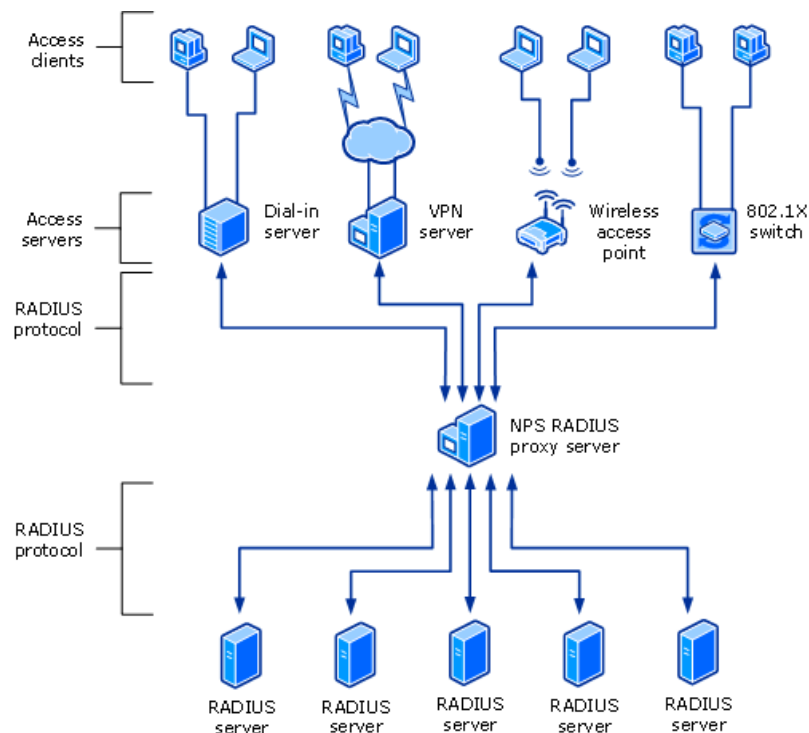 Access
clients
Access
servers
Dial-in
server
VPN
server
Wireless
access
point
802.1X
switch
RADIUS
protocol
NPS RADIUS
proxy server
RADIUS
protocol
RADIUS
server
RADIUS
server
RADIUS
server
RADIUS
server
RADIUS
server